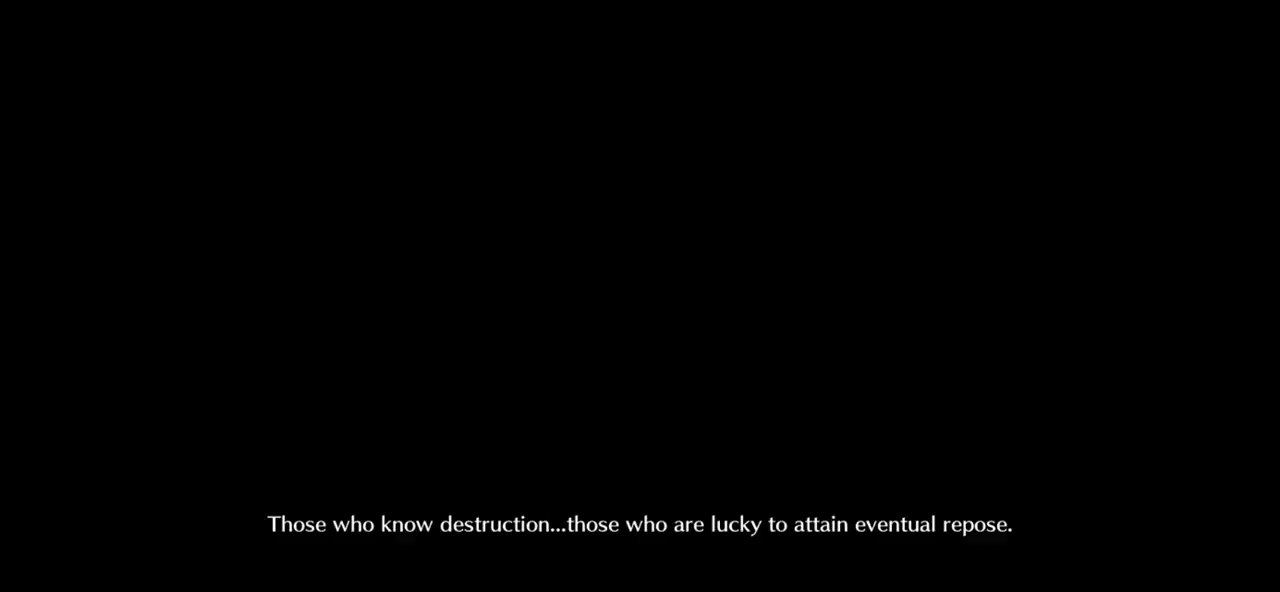 Those who know destruction...those who are lucky to attain eventual repose.